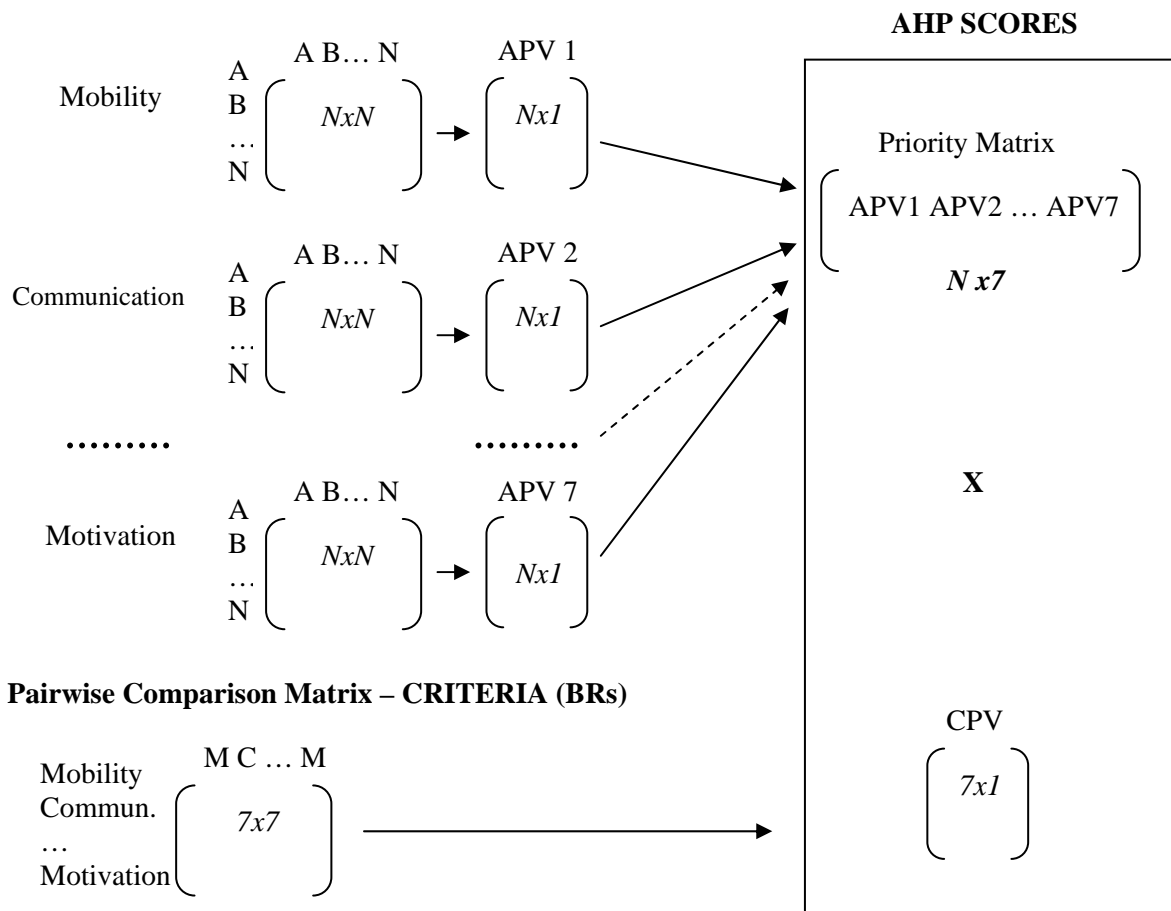 AHP SCORES
A B… N
APV 1
A
B
…
N
Mobility
NxN
Nx1
Priority Matrix
APV1 APV2 … APV7
N x7
A B… N
APV 2
A
B
…
N
Communication
NxN
Nx1
………
………
A B… N
APV 7
A
B
…
N
Motivation
NxN
Nx1
X
Pairwise Comparison Matrix – CRITERIA (BRs)
M C … M
Mobility
Commun.
…
Motivation
7x7
CPV
7x1